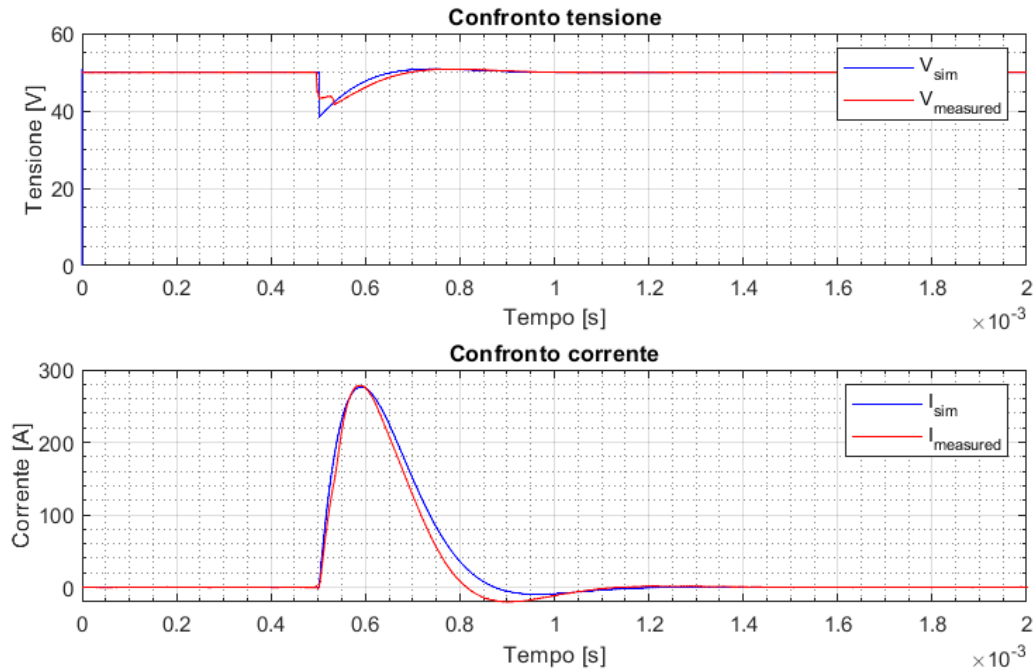 Confronto tensione
60
40
20
0
Tensione [V]
V_sim
V_measured
0 0.2 0.4 0.6 0.8 1 1.2 1.4 1.6 1.8 2
Tempo [s]
×10^-3
Confronto corrente
300
200
100
0
Corrente [A]
I_sim
I_measured
0 0.2 0.4 0.6 0.8 1 1.2 1.4 1.6 1.8 2
Tempo [s]
×10^-3